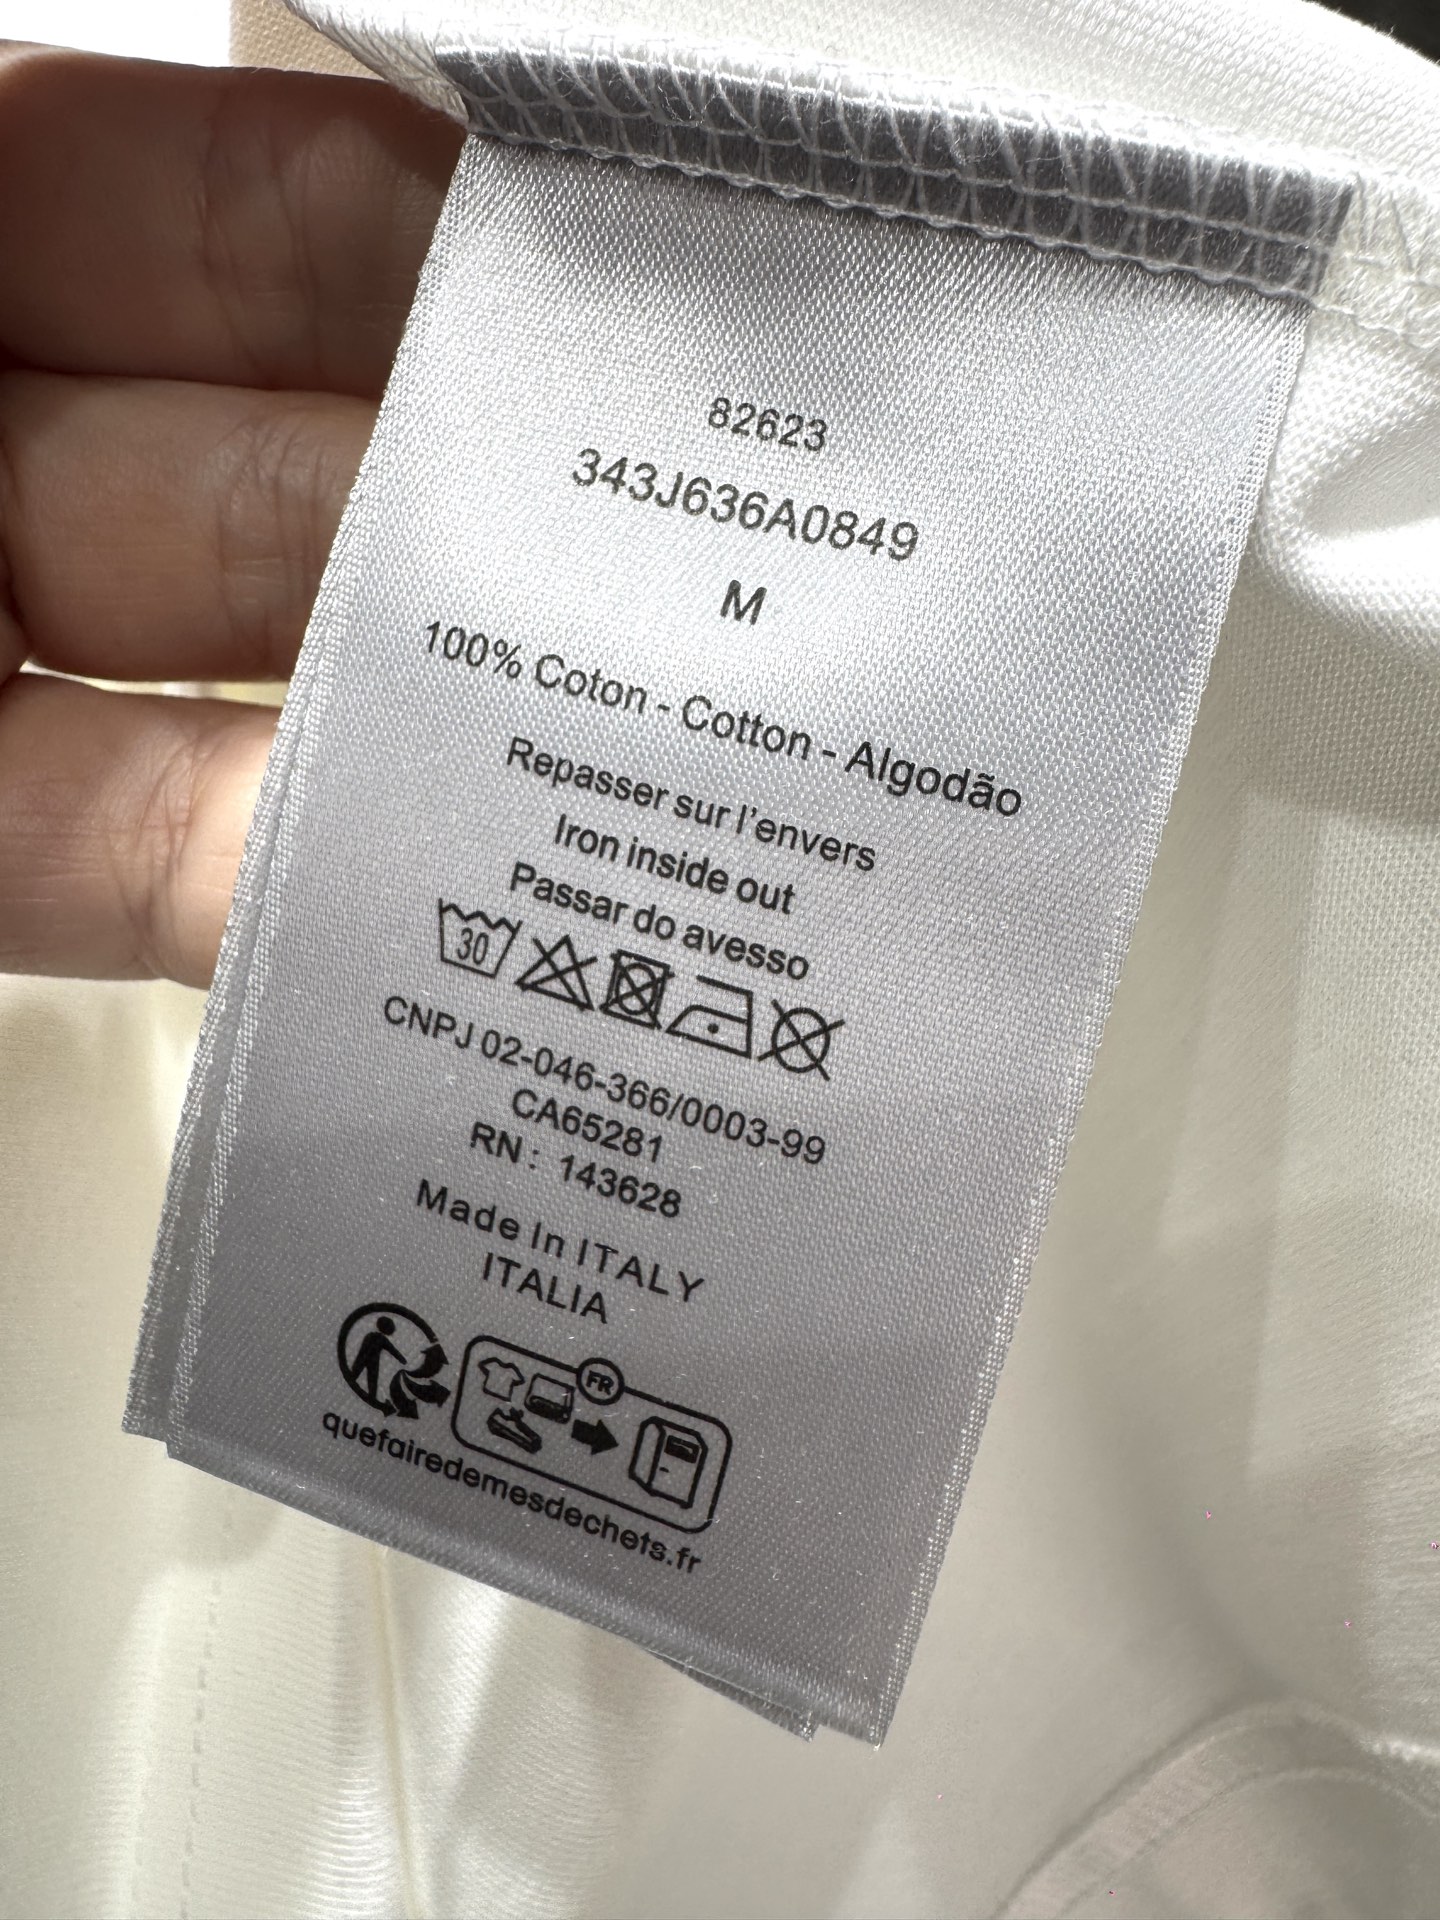 82623
343J636A0849
M
100% Coton - Cotton - Algodão
Repasser sur l'envers
Iron inside out
Passar do avesso
30
CNPJ 02-046-366/0003-99
CA65281
RN: 143628
Made In ITALY
ITALIA
FR
quefairedemesdechets.fr